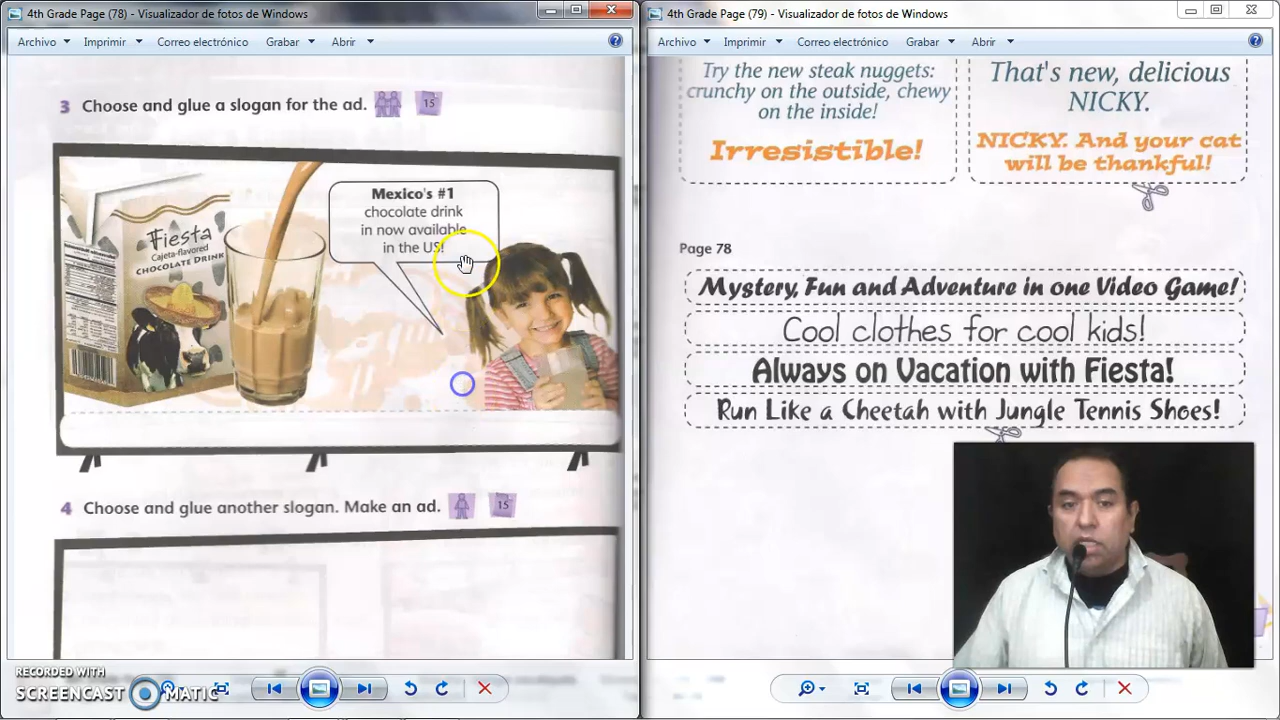 4th Grade Page (78) - Visualizador de fotos de Windows
Archivo Imprimir Correo electrónico Grabar Abrir
3 Choose and glue a slogan for the ad. 15
Fiesta
Cajeta-flavored
CHOCOLATE DRINK
Mexico's #1
chocolate drink
in now available
in the US!
4 Choose and glue another slogan. Make an ad. 15
RECORDED WITH
SCREENCAST MATIC
4th Grade Page (79) - Visualizador de fotos de Windows
Archivo Imprimir Correo electrónico Grabar Abrir
Try the new steak nuggets:
crunchy on the outside, chewy
on the inside!
Irresistible!
That's new, delicious
NICKY.
NICKY. And your cat
will be thankful!
Page 78
Mystery, Fun and Adventure in one Video Game!
Cool clothes for cool kids!
Always on Vacation with Fiesta!
Run Like a Cheetah with Jungle Tennis Shoes!